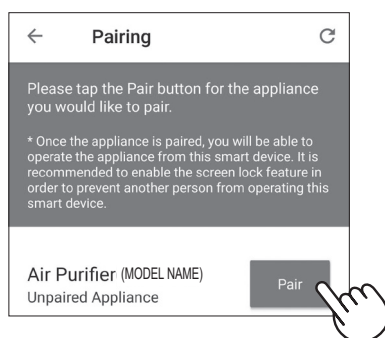 Pairing
Please tap the Pair button for the appliance
you would like to pair.
* Once the appliance is paired, you will be able to
operate the appliance from this smart device. It is
recommended to enable the screen lock feature in
order to prevent another person from operating this
smart device.
Air Purifier (MODEL NAME)
Pair
Unpaired Appliance